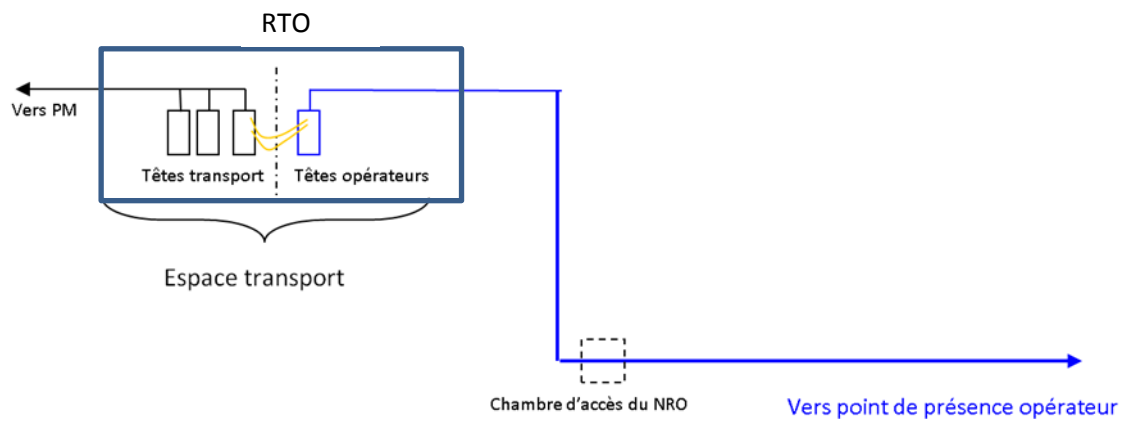 RTO
Vers PM
Têtes transport
Têtes opérateurs
Espace transport
Chambre d'accès du NRO
Vers point de présence opérateur